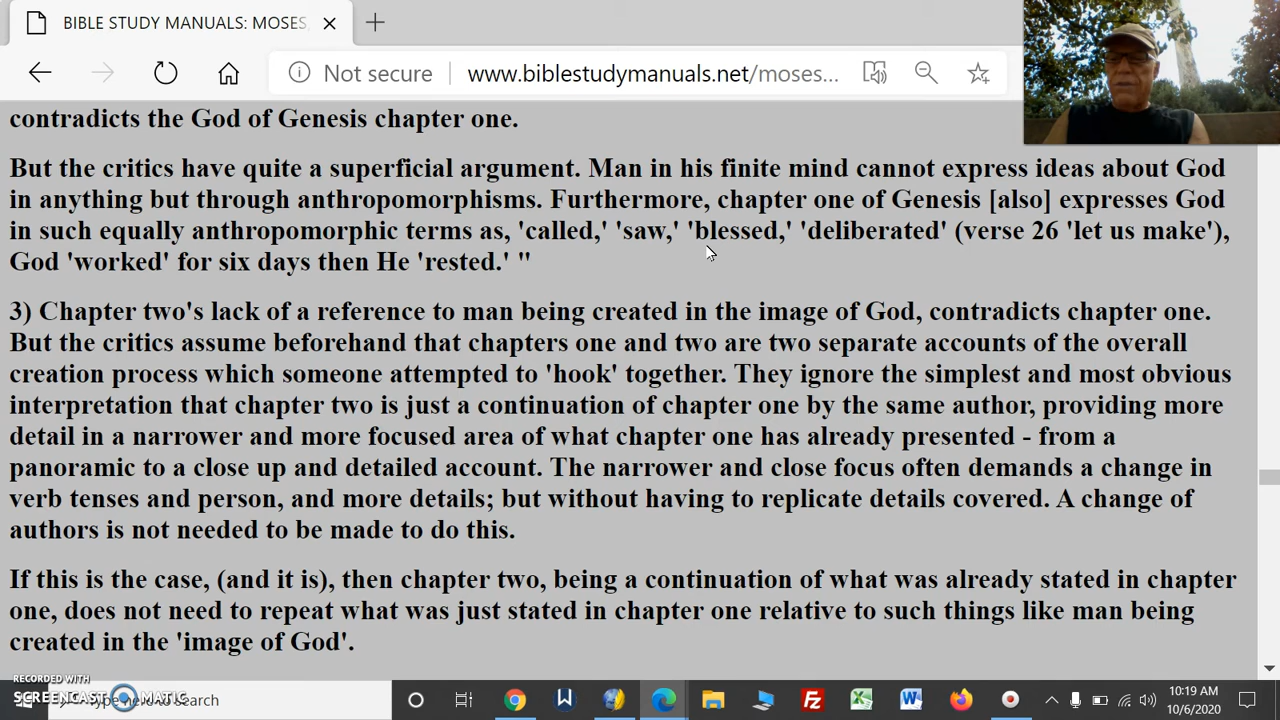 BIBLE STUDY MANUALS: MOSES,
Not secure | www.biblestudymanuals.net/moses...
contradicts the God of Genesis chapter one.
But the critics have quite a superficial argument. Man in his finite mind cannot express ideas about God
in anything but through anthropomorphisms. Furthermore, chapter one of Genesis [also] expresses God
in such equally anthropomorphic terms as, 'called,' 'saw,' 'blessed,' 'deliberated' (verse 26 'let us make'),
God 'worked' for six days then He 'rested.' "
3) Chapter two's lack of a reference to man being created in the image of God, contradicts chapter one.
But the critics assume beforehand that chapters one and two are two separate accounts of the overall
creation process which someone attempted to 'hook' together. They ignore the simplest and most obvious
interpretation that chapter two is just a continuation of chapter one by the same author, providing more
detail in a narrower and more focused area of what chapter one has already presented - from a
panoramic to a close up and detailed account. The narrower and close focus often demands a change in
verb tenses and person, and more details; but without having to replicate details covered. A change of
authors is not needed to be made to do this.
If this is the case, (and it is), then chapter two, being a continuation of what was already stated in chapter
one, does not need to repeat what was just stated in chapter one relative to such things like man being
created in the 'image of God'.
RECORDED WITH
SCREENCAST MATIC
Type here to search
10:19 AM
10/6/2020